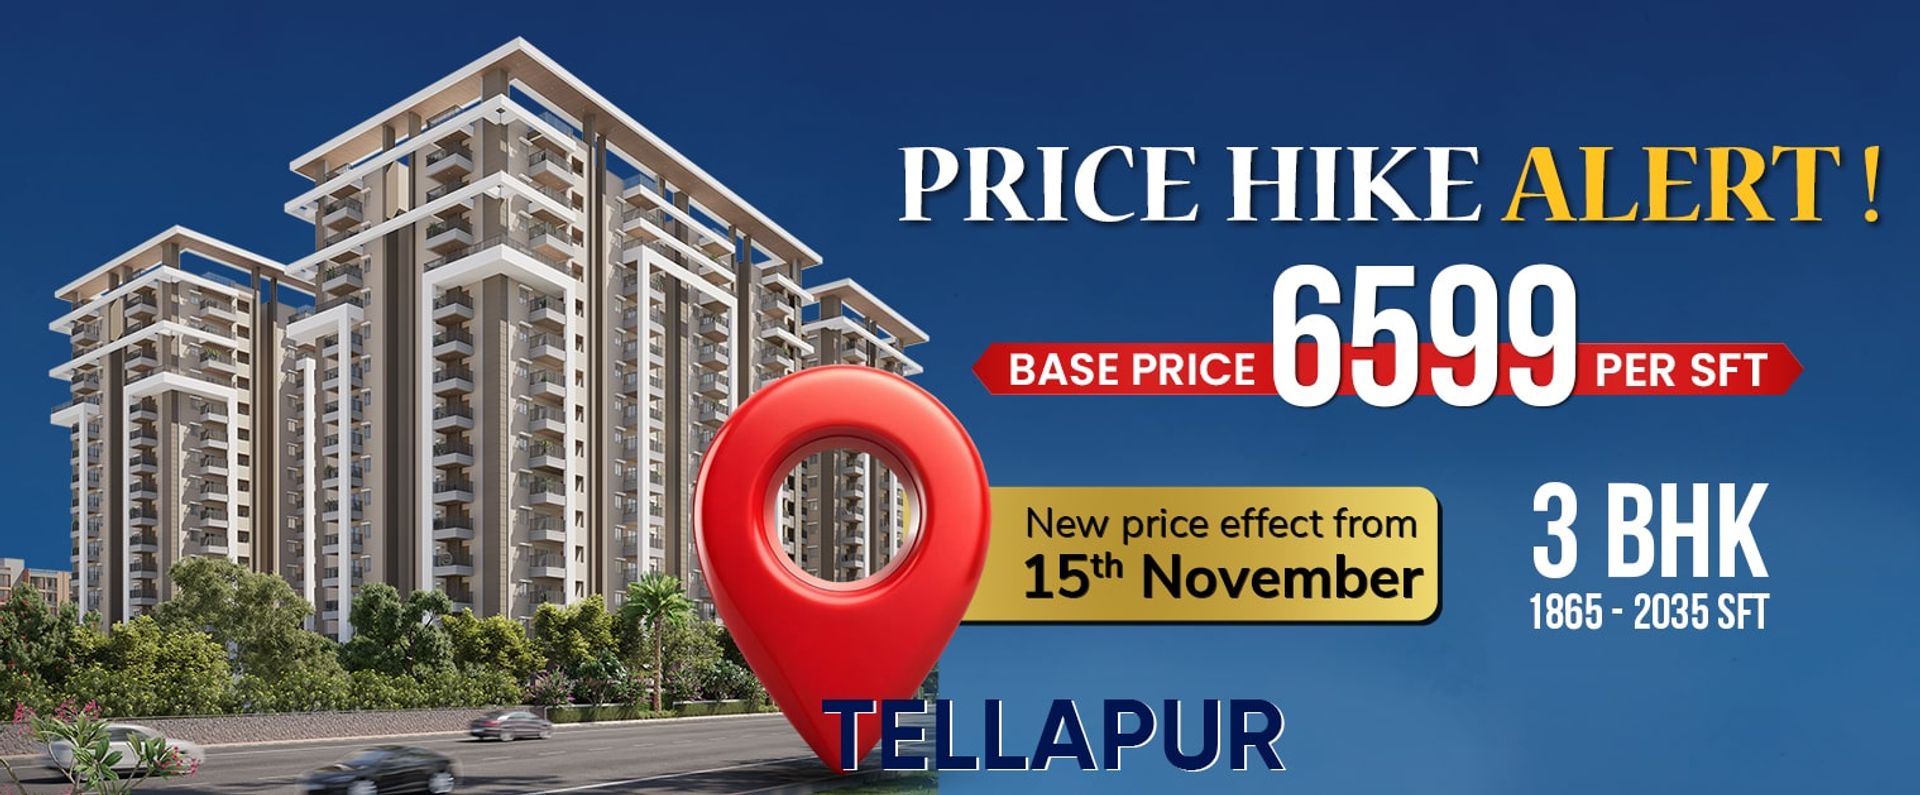 PRICE HIKE ALERT !
BASE PRICE 6599 PER SFT
New price effect from
15th November
3 BHK
1865 - 2035 SFT
TELLAPUR